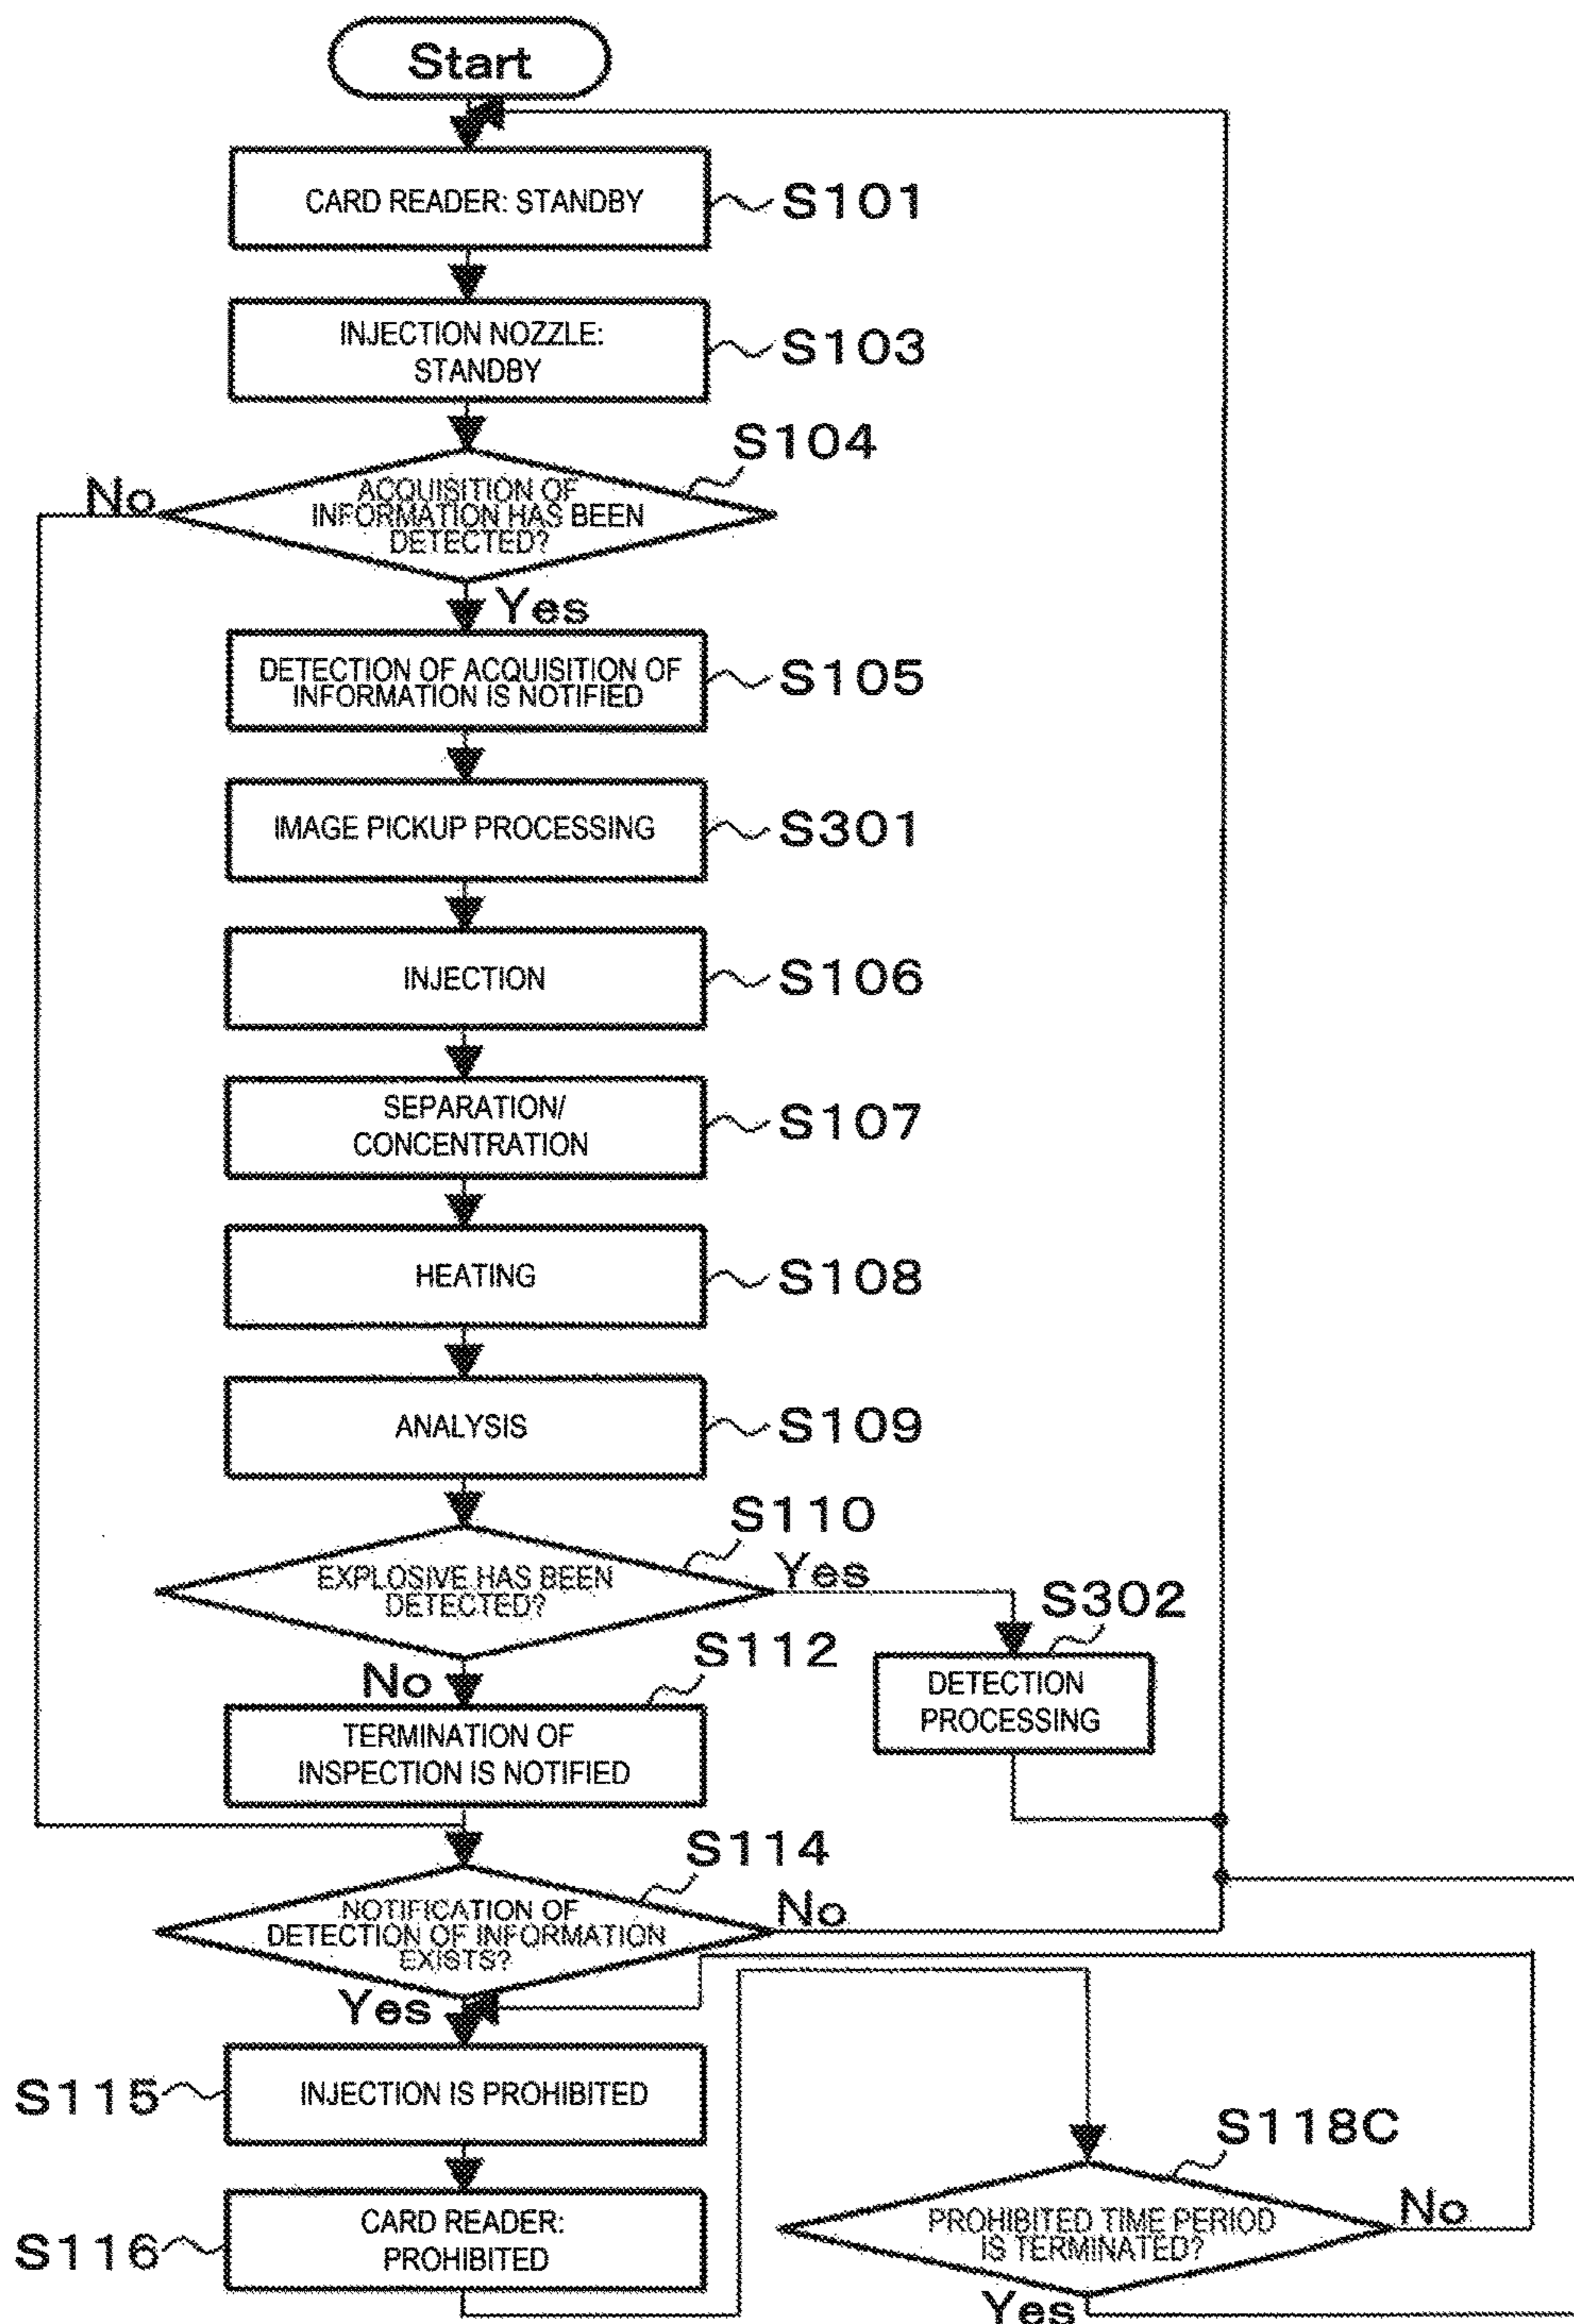 Start
CARD READER: STANDBY
S101
INJECTION NOZZLE:
STANDBY
S103
S104
No
ACQUISITION OF
INFORMATION HAS BEEN
DETECTED?
Yes
DETECTION OF ACQUISITION OF
INFORMATION IS NOTIFIED
S105
IMAGE PICKUP PROCESSING
S301
INJECTION
S106
SEPARATION/
CONCENTRATION
S107
HEATING
S108
ANALYSIS
S109
S110
EXPLOSIVE HAS BEEN
DETECTED?
Yes
S302
DETECTION
PROCESSING
No
S112
TERMINATION OF
INSPECTION IS NOTIFIED
S114
NOTIFICATION OF
DETECTION OF INFORMATION
EXISTS?
No
Yes
S115
INJECTION IS PROHIBITED
S116
CARD READER:
PROHIBITED
S118C
PROHIBITED TIME PERIOD
IS TERMINATED?
No
Yes